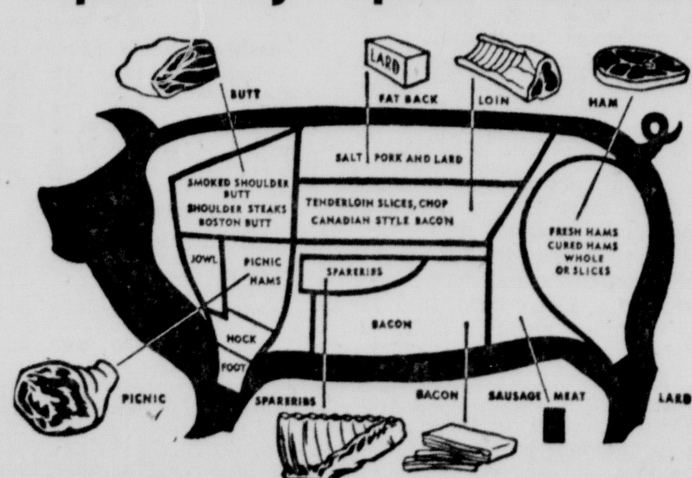 LARD
BUTT
FAT BACK
LOIN
HAM
SALT PORK AND LARD
SMOKED SHOULDER
BUTT
SHOULDER STEAKS
BOSTON BUTT
TENDERLOIN SLICES, CHOP
CANADIAN STYLE BACON
FRESH HAMS
CURED HAMS
WHOLE
OR SLICES
JOWL
PICNIC
HAMS
SPARERIBS
BACON
HOCK
FOOT
PICNIC
SPARERIBS
BACON
SAUSAGE MEAT
LARD